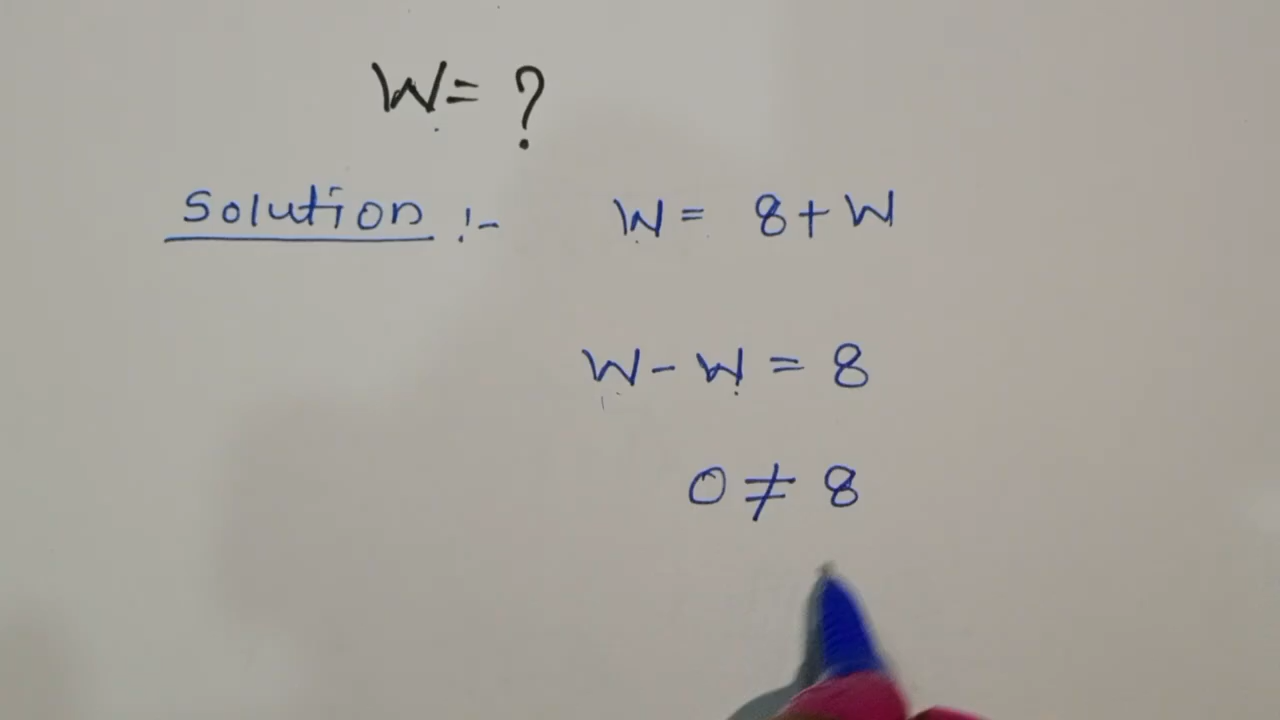 W = ?
Solution :- W = 8 + W
W - W = 8
0 ≠ 8